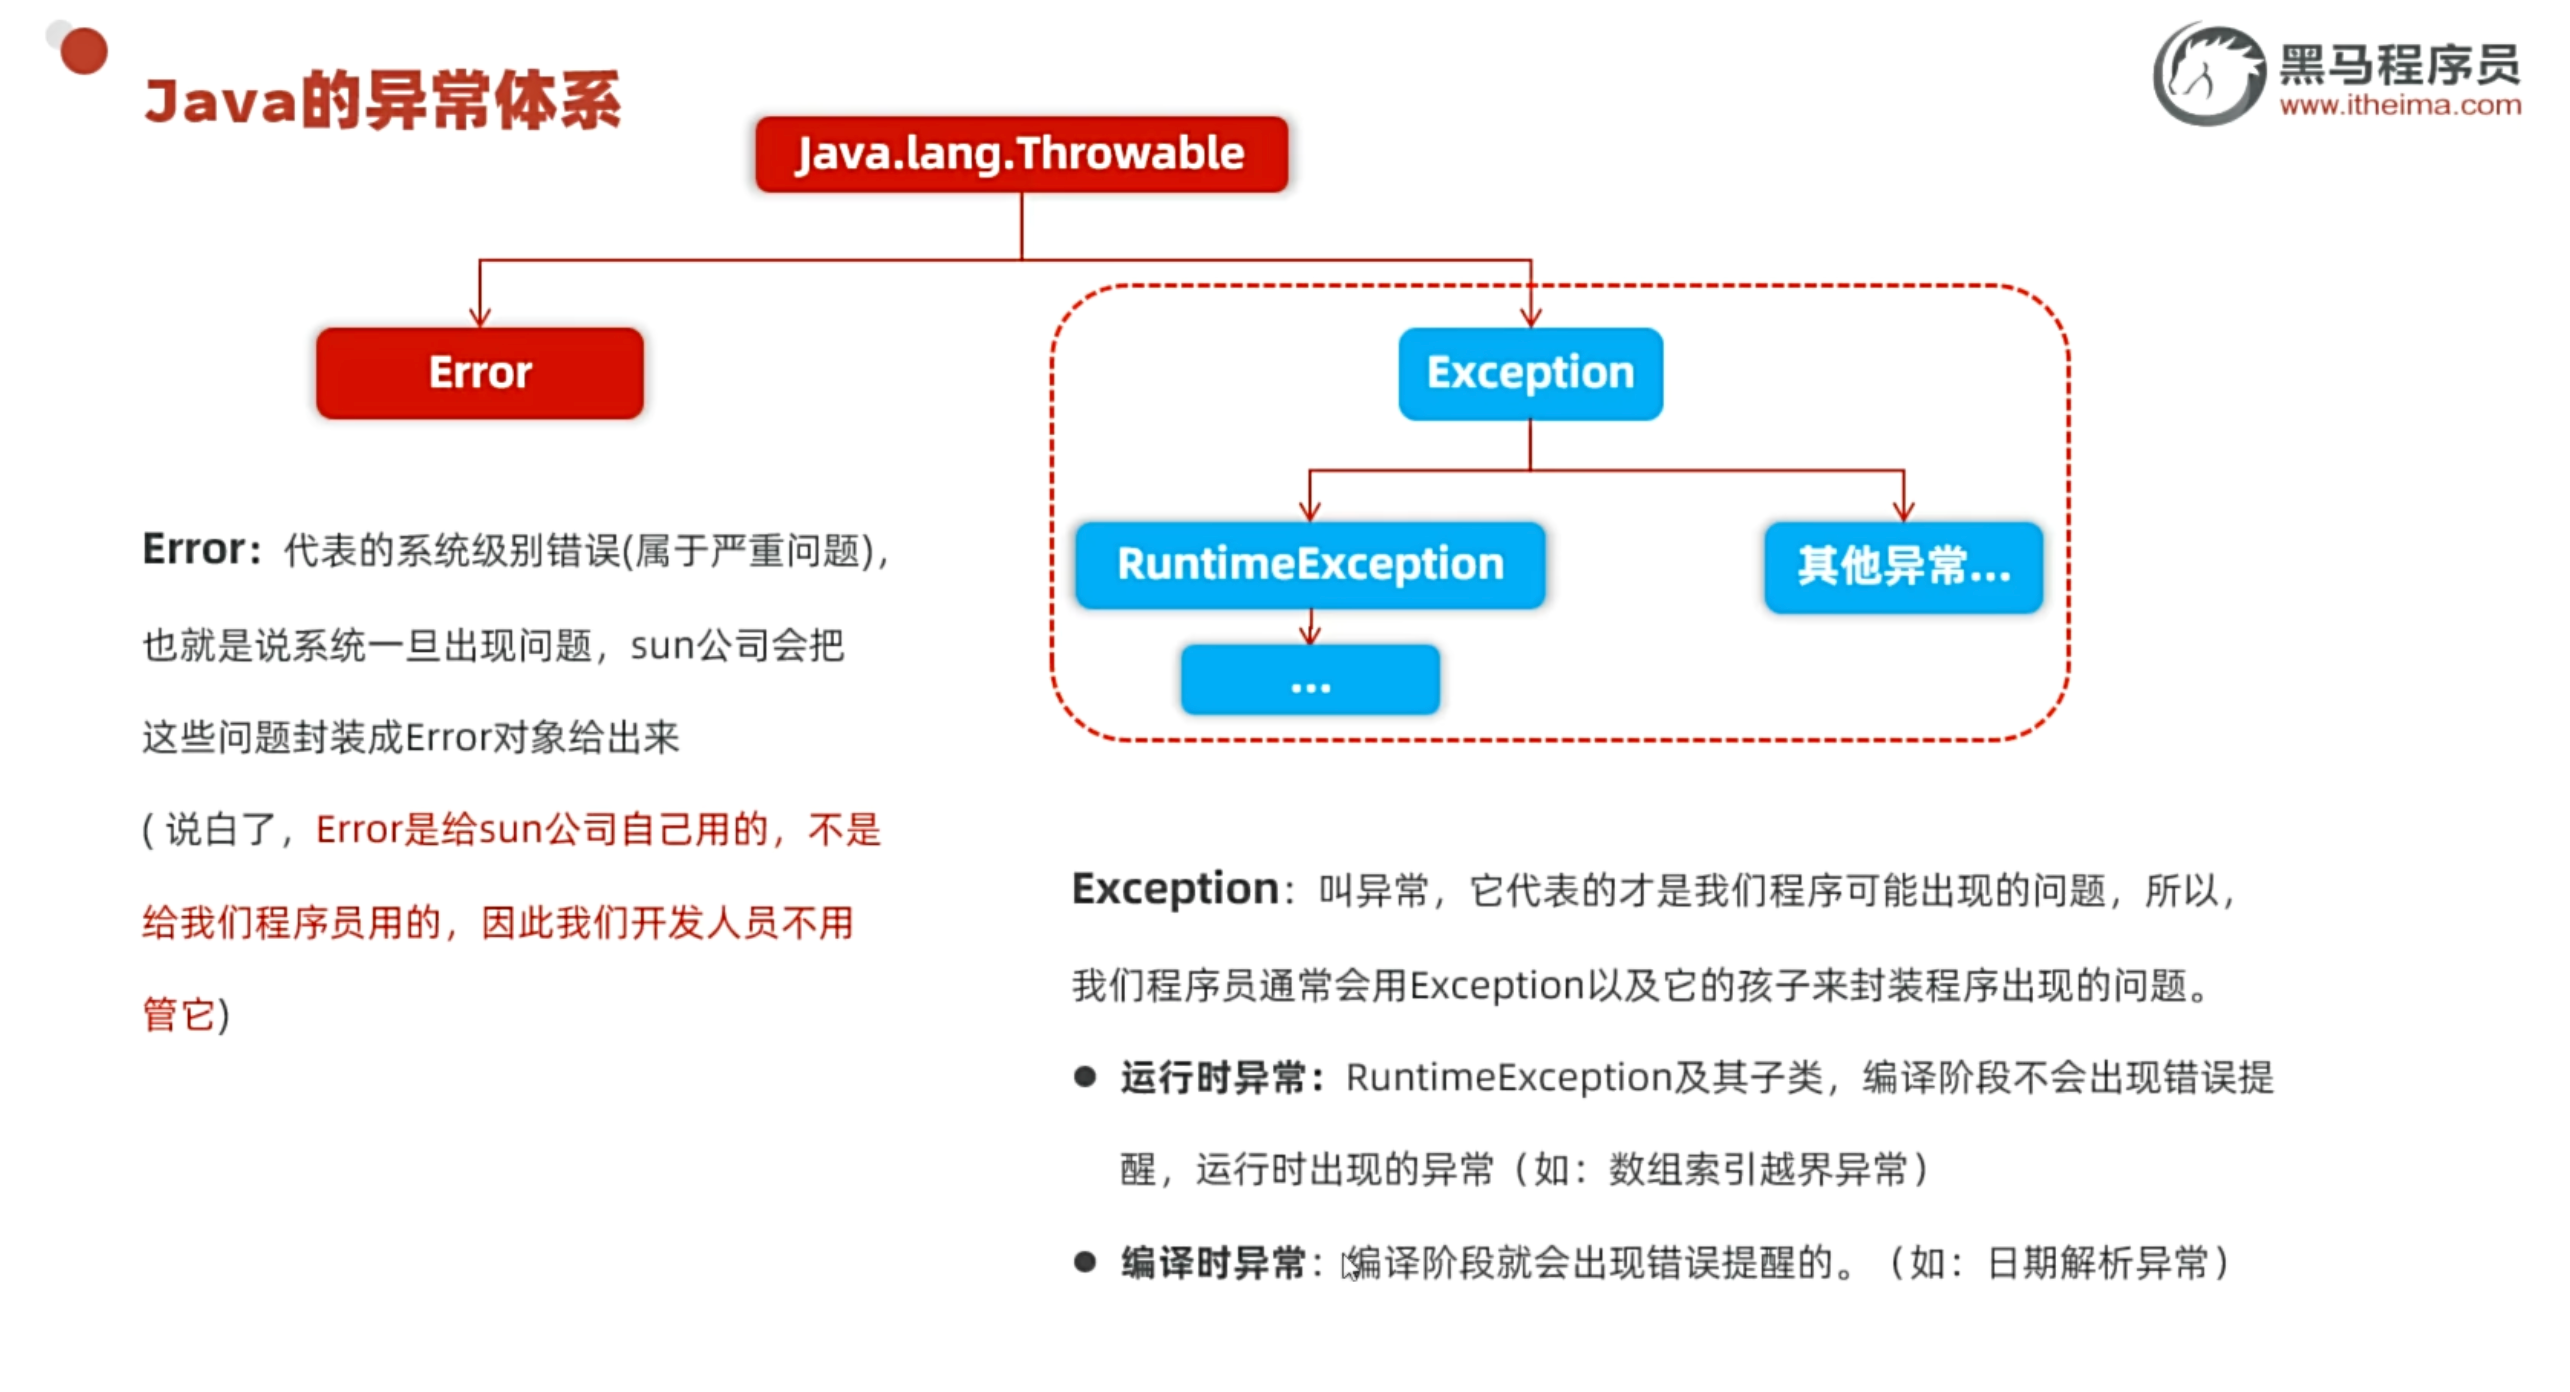 Java的异常体系
黑马程序员
www.itheima.com
Java.lang.Throwable
Error
Exception
RuntimeException
其他异常...
...
Error：代表的系统级别错误(属于严重问题)，
也就是说系统一旦出现问题，sun公司会把
这些问题封装成Error对象给出来
( 说白了，Error是给sun公司自己用的，不是
给我们程序员用的，因此我们开发人员不用
管它)
Exception：叫异常，它代表的才是我们程序可能出现的问题，所以，
我们程序员通常会用Exception以及它的孩子来封装程序出现的问题。
● 运行时异常：RuntimeException及其子类，编译阶段不会出现错误提
醒，运行时出现的异常（如：数组索引越界异常）
● 编译时异常：编译阶段就会出现错误提醒的。（如：日期解析异常）